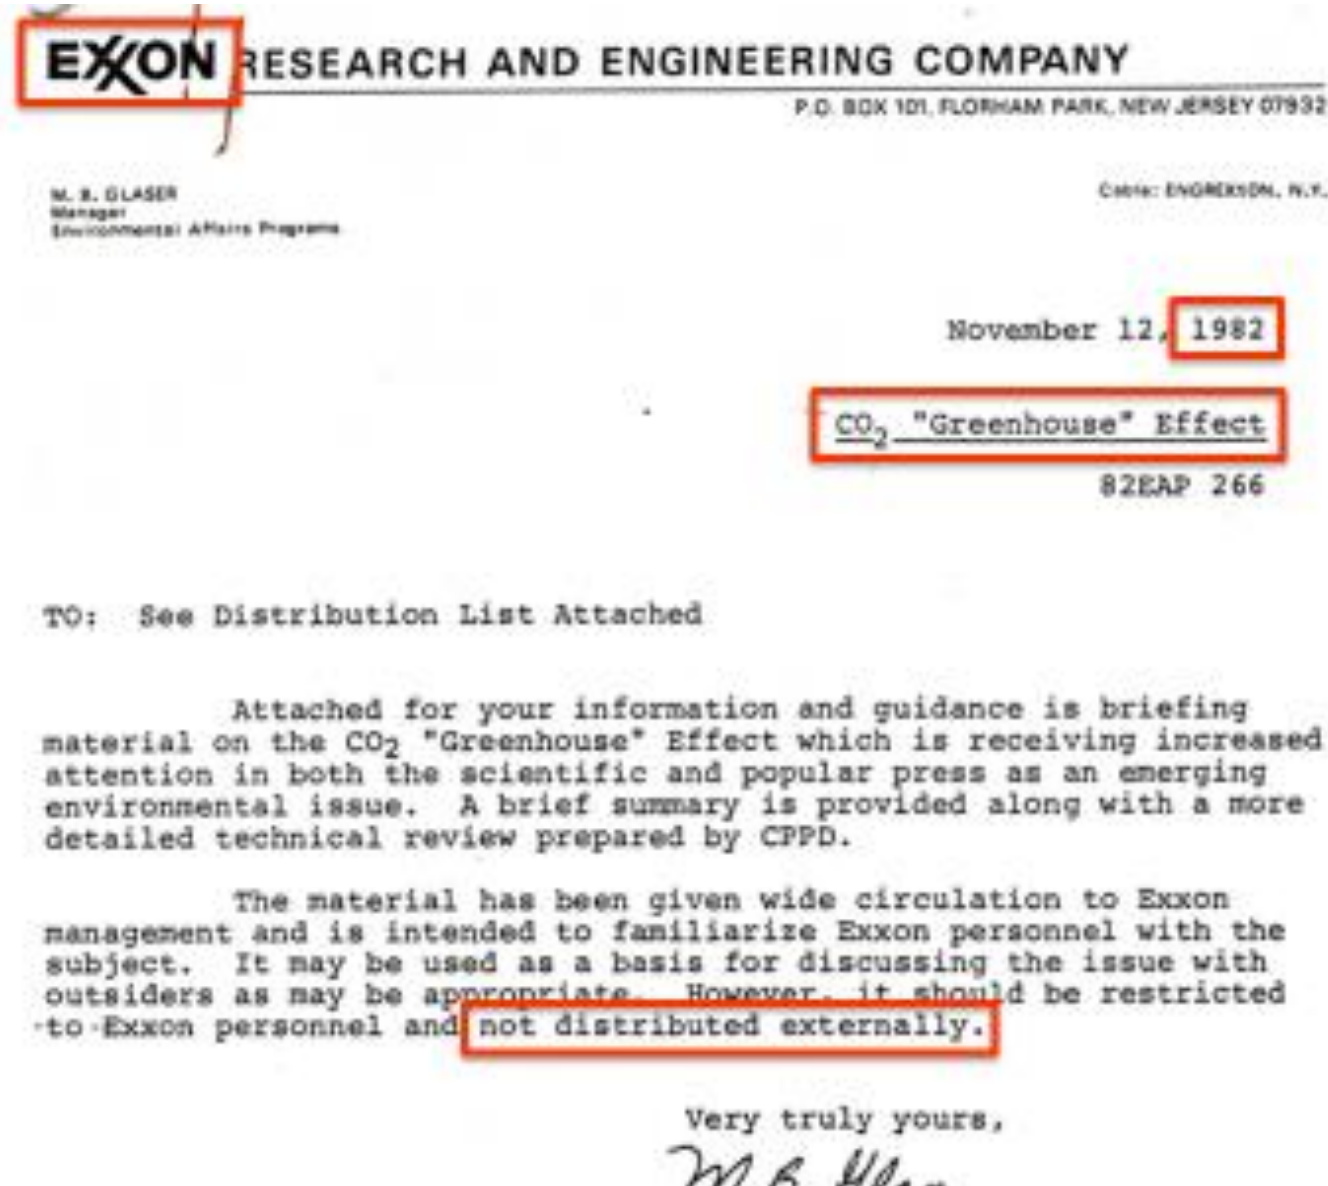 EXXON RESEARCH AND ENGINEERING COMPANY
P.O. BOX 101, FLORHAM PARK, NEW JERSEY 07932
M. B. GLASER
Manager
Environmental Affairs Programs
Cable: ENGREXXON, N.Y.
November 12, 1982
CO₂ "Greenhouse" Effect
82EAP 266
TO: See Distribution List Attached
Attached for your information and guidance is briefing
material on the CO₂ "Greenhouse" Effect which is receiving increased
attention in both the scientific and popular press as an emerging
environmental issue. A brief summary is provided along with a more
detailed technical review prepared by CPPD.
The material has been given wide circulation to Exxon
management and is intended to familiarize Exxon personnel with the
subject. It may be used as a basis for discussing the issue with
outsiders as may be appropriate. However, it should be restricted
to Exxon personnel and not distributed externally.
Very truly yours,
M. B.